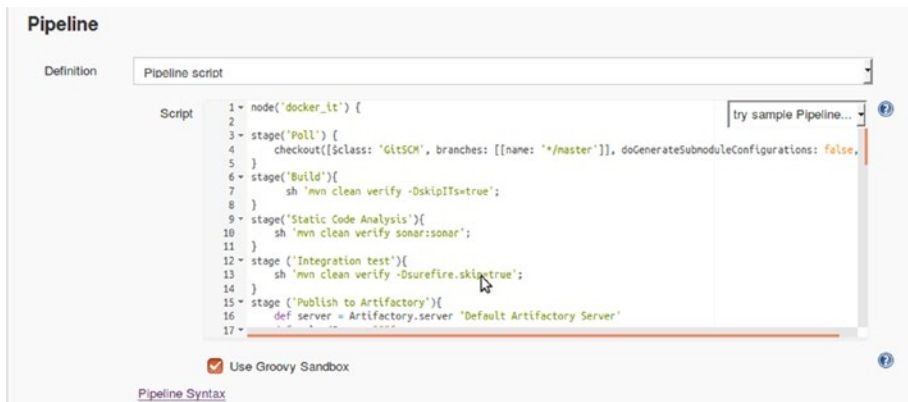 Pipeline
Definition
Pipeline script
Script
try sample Pipeline...
1 node('docker_it') {
2
3 stage('Poll') {
4 checkout([$class: 'GitSCM', branches: [[name: '*/master']], doGenerateSubmoduleConfigurations: false,
5 }
6 stage('Build'){
7 sh 'mvn clean verify -DskipITs=true';
8 }
9 stage('Static Code Analysis'){
10 sh 'mvn clean verify sonar:sonar';
11 }
12 stage ('Integration test'){
13 sh 'mvn clean verify -Dsurefire.skip=true';
14 }
15 stage ('Publish to Artifactory'){
16 def server = Artifactory.server 'Default Artifactory Server'
17
Use Groovy Sandbox
Pipeline Syntax